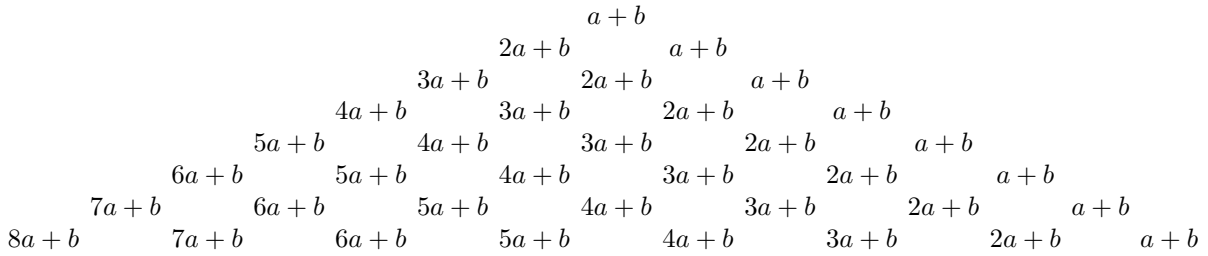 a + b
2a + b a + b
3a + b 2a + b a + b
4a + b 3a + b 2a + b a + b
5a + b 4a + b 3a + b 2a + b a + b
6a + b 5a + b 4a + b 3a + b 2a + b a + b
7a + b 6a + b 5a + b 4a + b 3a + b 2a + b a + b
8a + b 7a + b 6a + b 5a + b 4a + b 3a + b 2a + b a + b